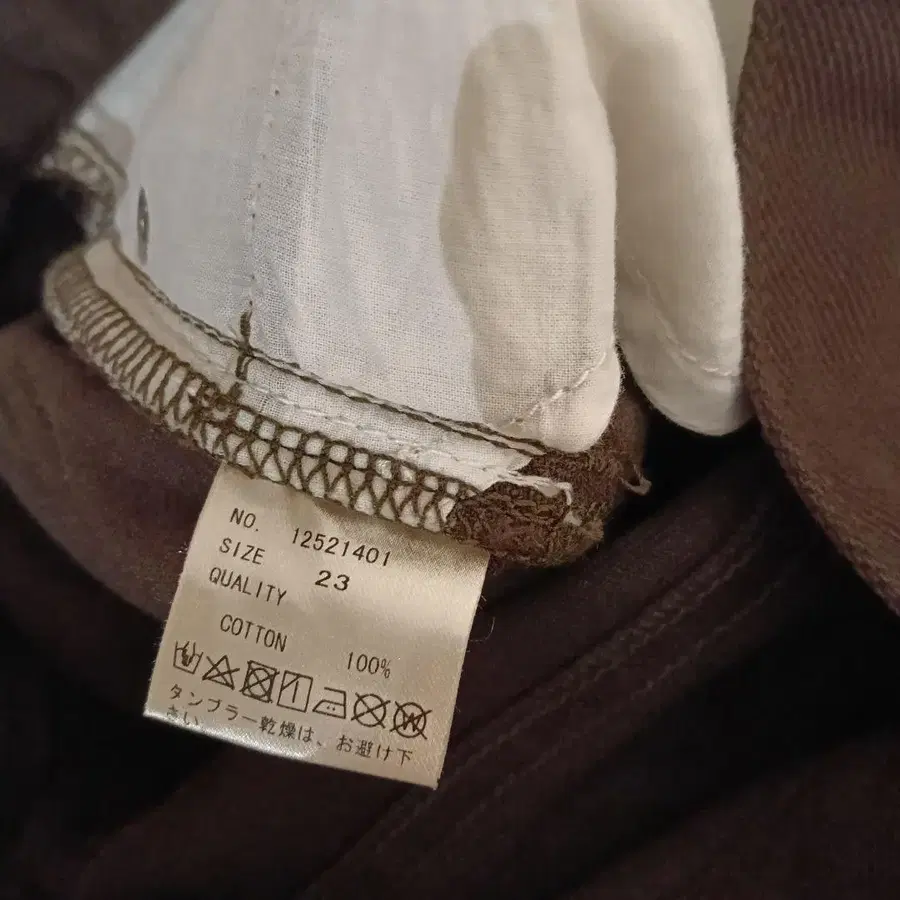 NO. 12521401
SIZE 23
QUALITY
COTTON 100%
タンブラー乾燥は、お避け下
さい